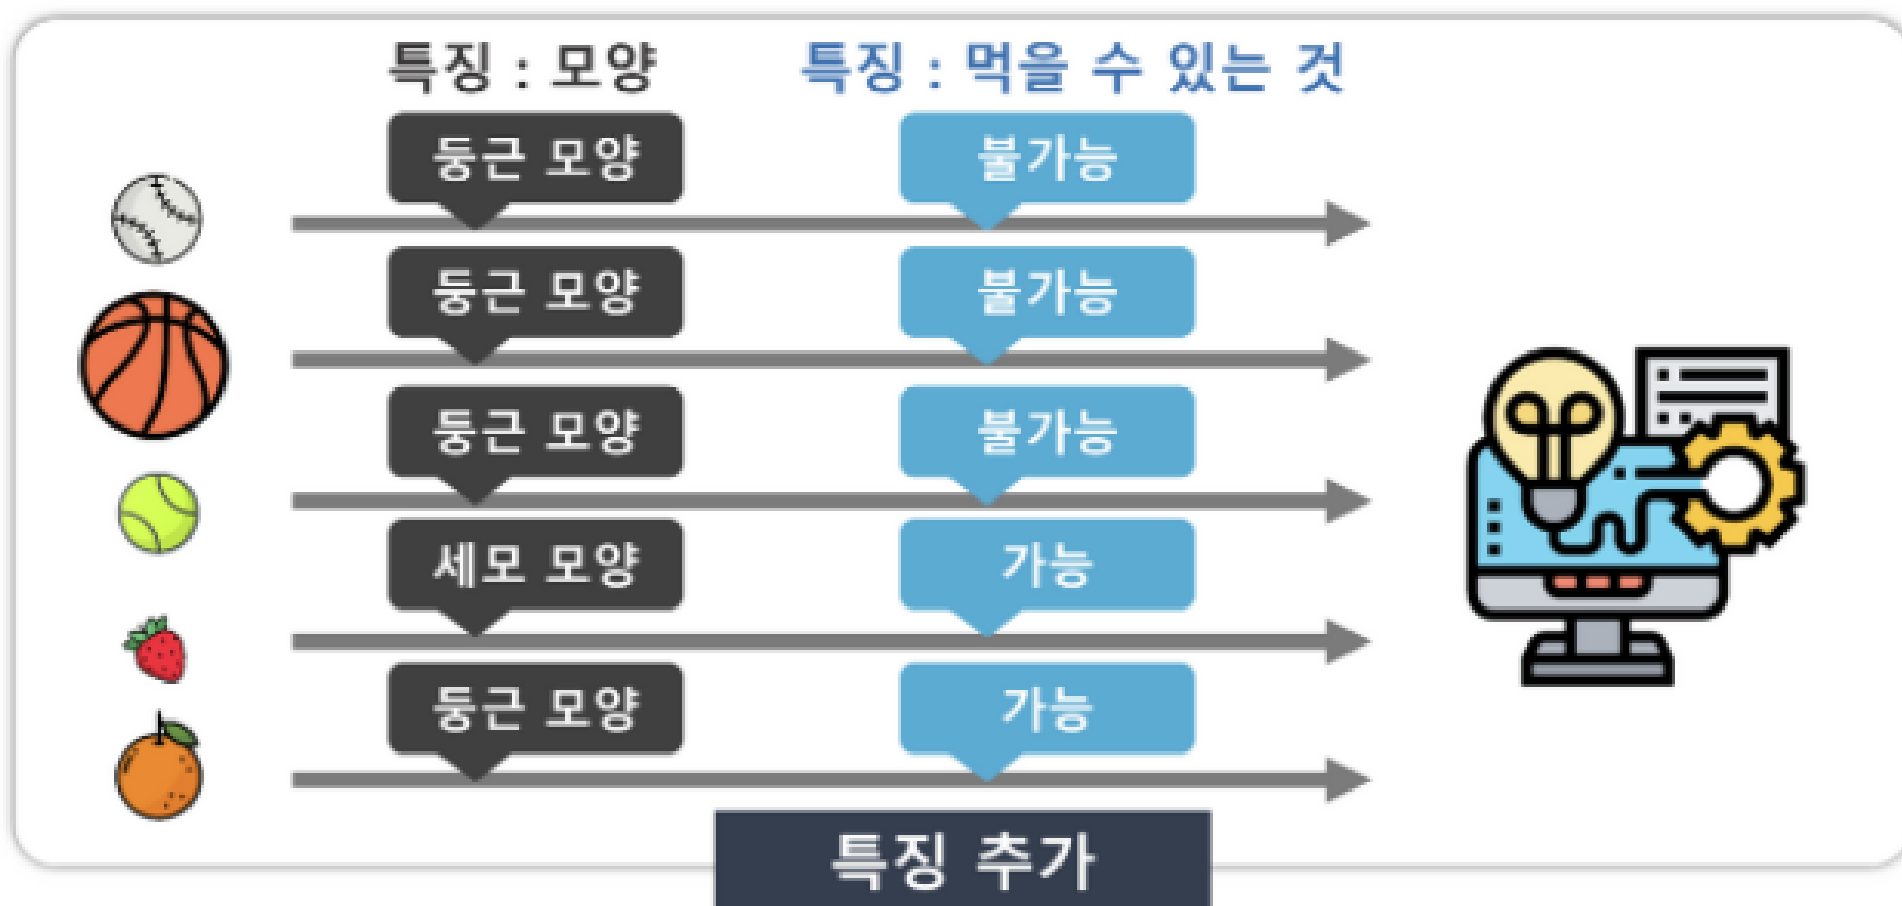 특징 : 모양 특징 : 먹을 수 있는 것
둥근 모양 불가능
둥근 모양 불가능
둥근 모양 불가능
세모 모양 가능
둥근 모양 가능
특징 추가